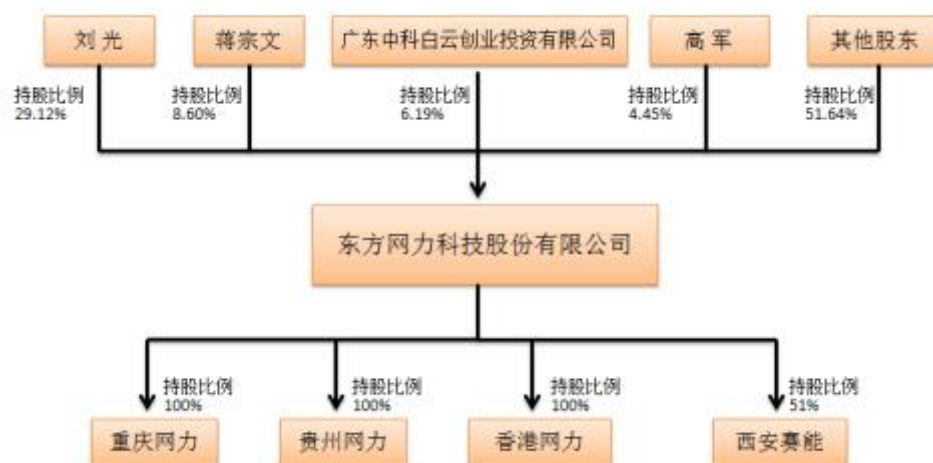 刘 光
蒋宗文
广东中科白云创业投资有限公司
高 军
其他股东
持股比例
29.12%
持股比例
8.60%
持股比例
6.19%
持股比例
4.45%
持股比例
51.64%
东方网力科技股份有限公司
持股比例
100%
持股比例
100%
持股比例
100%
持股比例
51%
重庆网力
贵州网力
香港网力
西安赛能